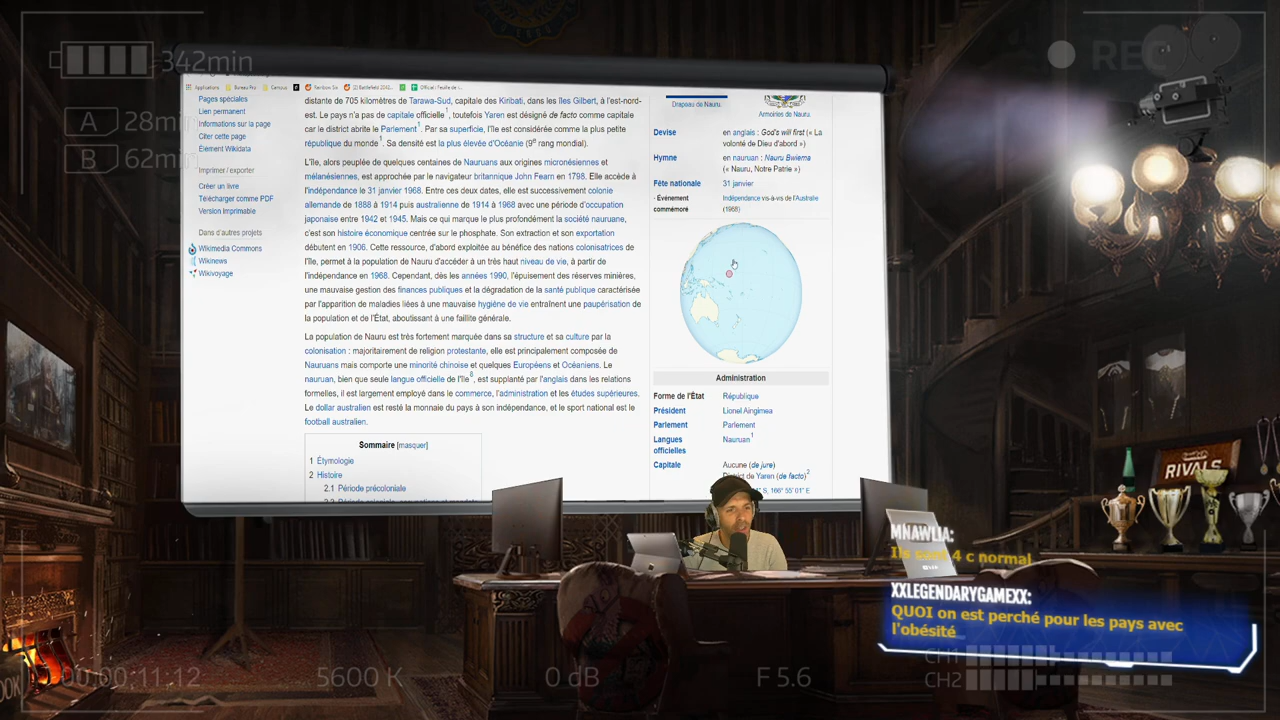 342min
REC
A 28min
B 62min
Applications
Bureau Pro
Campus
Pages spéciales
Lien permanent
Informations sur la page
Citer cette page
Élément Wikidata
Imprimer / exporter
Créer un livre
Télécharger comme PDF
Version imprimable
Dans d'autres projets
Wikimedia Commons
Wikinews
Wikivoyage
distante de 705 kilomètres de Tarawa-Sud, capitale des Kiribati, dans les îles Gilbert, à l'est-nord-
est. Le pays n'a pas de capitale officielle1, toutefois Yaren est désigné de facto comme capitale
car le district abrite le Parlement1. Par sa superficie, l'île est considérée comme la plus petite
république du monde1. Sa densité est la plus élevée d'Océanie (9e rang mondial).
L'île, alors peuplée de quelques centaines de Nauruans aux origines micronésiennes et
mélanésiennes, est approchée par le navigateur britannique John Fearn en 1798. Elle accède à
l'indépendance le 31 janvier 1968. Entre ces deux dates, elle est successivement colonie
allemande de 1888 à 1914 puis australienne de 1914 à 1968 avec une période d'occupation
japonaise entre 1942 et 1945. Mais ce qui marque le plus profondément la société nauruane,
c'est son histoire économique centrée sur le phosphate. Son extraction et son exportation
débutent en 1906. Cette ressource, d'abord exploitée au bénéfice des nations colonisatrices de
l'île, permet à la population de Nauru d'accéder à un très haut niveau de vie, à partir de
l'indépendance en 1968. Cependant, dès les années 1990, l'épuisement des réserves minières,
une mauvaise gestion des finances publiques et la dégradation de la santé publique caractérisée
par l'apparition de maladies liées à une mauvaise hygiène de vie entraînent une paupérisation de
la population et de l'État, aboutissant à une faillite générale.
La population de Nauru est très fortement marquée dans sa structure et sa culture par la
colonisation : majoritairement de religion protestante, elle est principalement composée de
Nauruans mais comporte une minorité chinoise et quelques Européens et Océaniens. Le
nauruan, bien que seule langue officielle de l'île6, est supplanté par l'anglais dans les relations
formelles, il est largement employé dans le commerce, l'administration et les études supérieures.
Le dollar australien est resté la monnaie du pays à son indépendance, et le sport national est le
football australien.
Sommaire [masquer]
1 Étymologie
2 Histoire
2.1 Période précoloniale
Drapeau de Nauru
Armoiries de Nauru
Devise en anglais : God's will first (« La
volonté de Dieu d'abord »)
Hymne en nauruan : Nauru Bwiema
(« Nauru, Notre Patrie »)
Fête nationale 31 janvier
· Événement commémoré Indépendance vis-à-vis de l'Australie
(1968)
Administration
Forme de l'État République
Président Lionel Aingimea
Parlement Parlement
Langues officielles Nauruan1
Capitale Aucune (de jure)
District de Yaren (de facto)2
S, 166° 55' 01" E
RIVALS
MNAWLIA:
Ils sont 4 c normal
XXLEGENDARYGAMEXX:
QUOI on est perché pour les pays avec
l'obésité
00:00:11:12
5600 K
0 dB
F 5.6
CH1
CH2